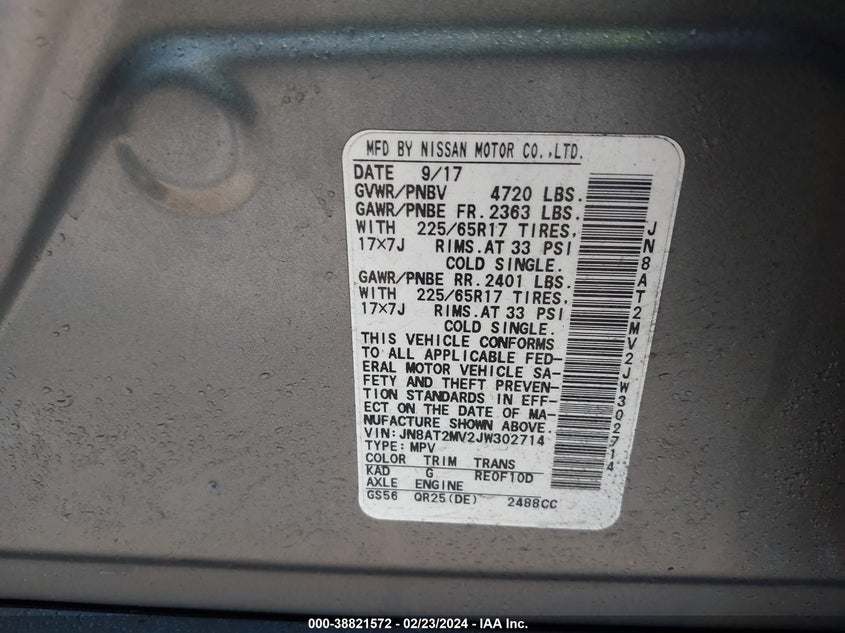 MFD BY NISSAN MOTOR CO.,LTD.
DATE 9/17
GVWR/PNBV 4720 LBS.
GAWR/PNBE FR. 2363 LBS.
WITH 225/65R17 TIRES,
17×7J RIMS.AT 33 PSI
COLD SINGLE.
GAWR/PNBE RR. 2401 LBS.
WITH 225/65R17 TIRES,
17×7J RIMS.AT 33 PSI
COLD SINGLE.
THIS VEHICLE CONFORMS
TO ALL APPLICABLE FED-
ERAL MOTOR VEHICLE SA-
FETY AND THEFT PREVEN-
TION STANDARDS IN EFF-
ECT ON THE DATE OF MA-
NUFACTURE SHOWN ABOVE.
VIN:JN8AT2MV2JW302714
TYPE:MPV
COLOR TRIM TRANS
KAD G RE0F10D
AXLE ENGINE
GS56 QR25(DE) 2488CC
JN8AT2MV2JW302714
000-38821572 — 02/23/2024 — IAA Inc.